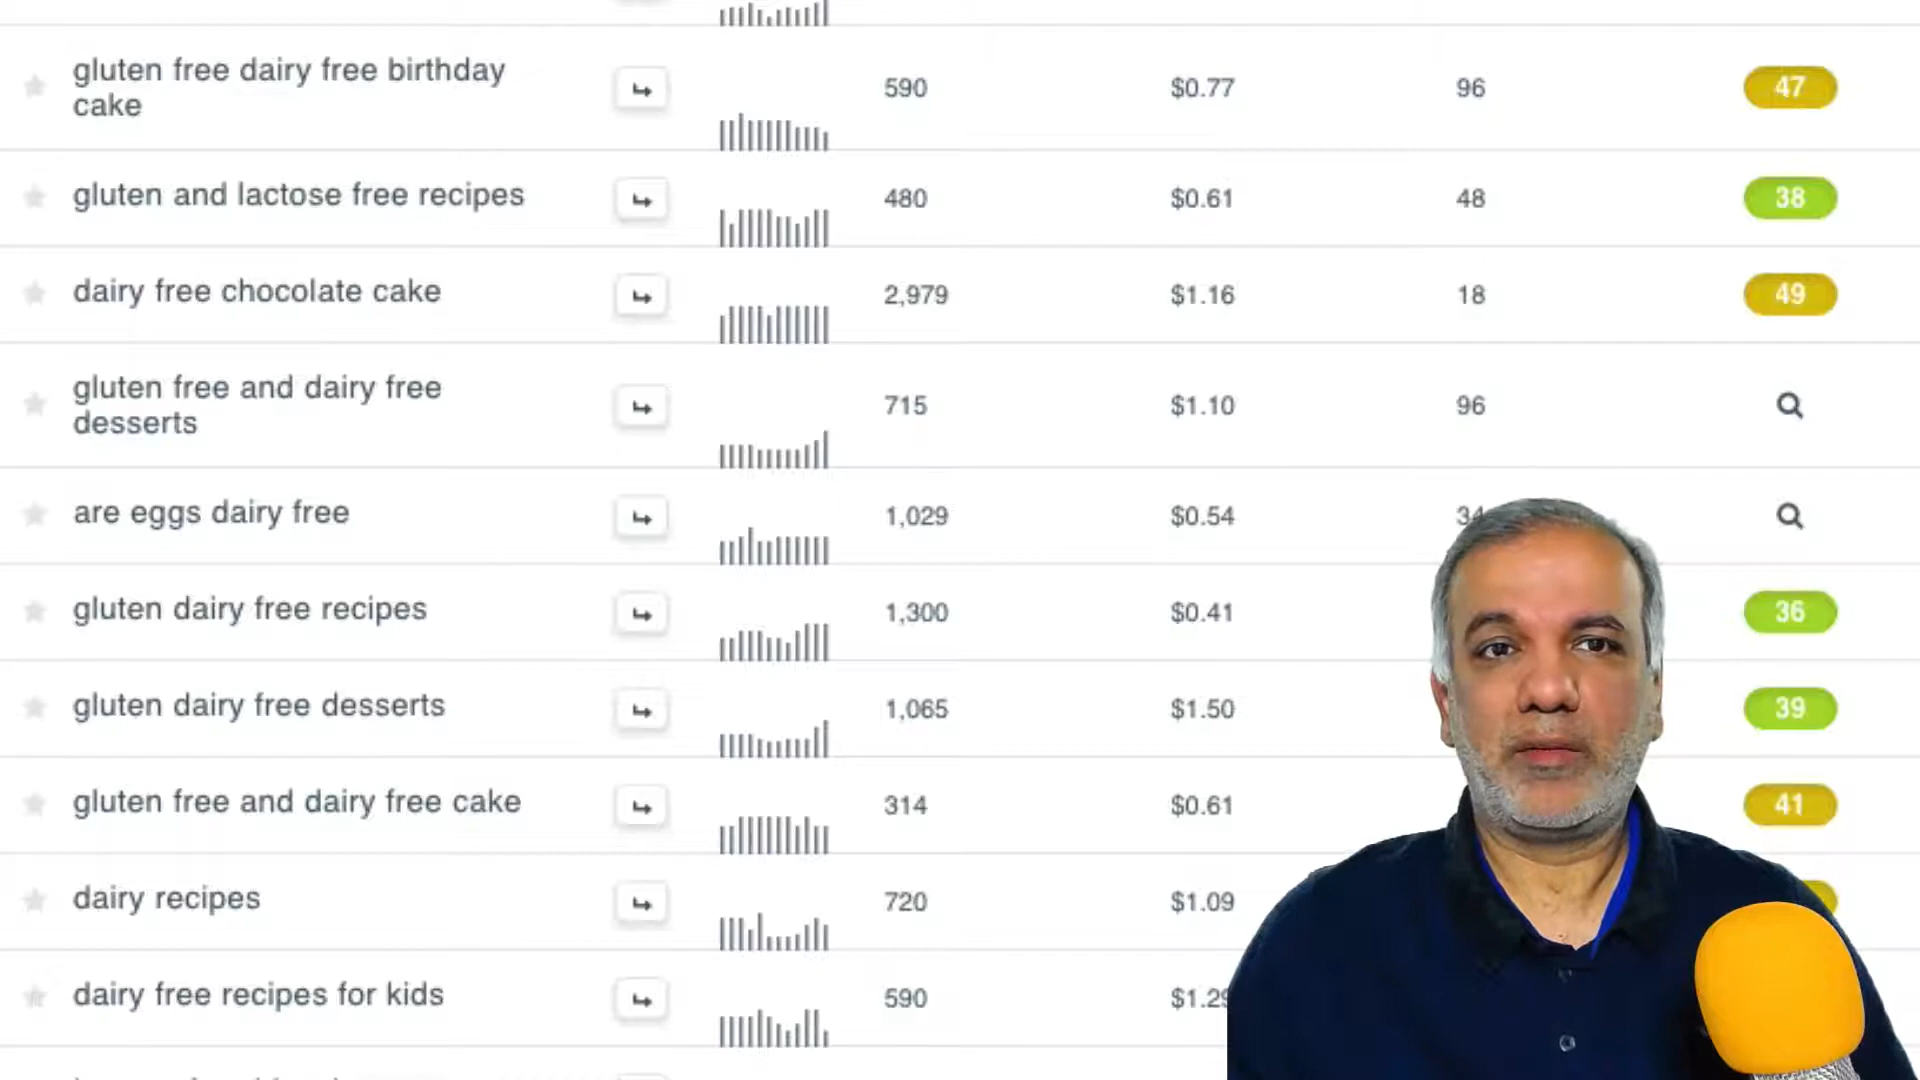 gluten free dairy free birthday
cake
590
$0.77
96
47
gluten and lactose free recipes
480
$0.61
48
38
dairy free chocolate cake
2,979
$1.16
18
49
gluten free and dairy free
desserts
715
$1.10
96
are eggs dairy free
1,029
$0.54
34
gluten dairy free recipes
1,300
$0.41
36
gluten dairy free desserts
1,065
$1.50
39
gluten free and dairy free cake
314
$0.61
41
dairy recipes
720
$1.09
dairy free recipes for kids
590
$1.29